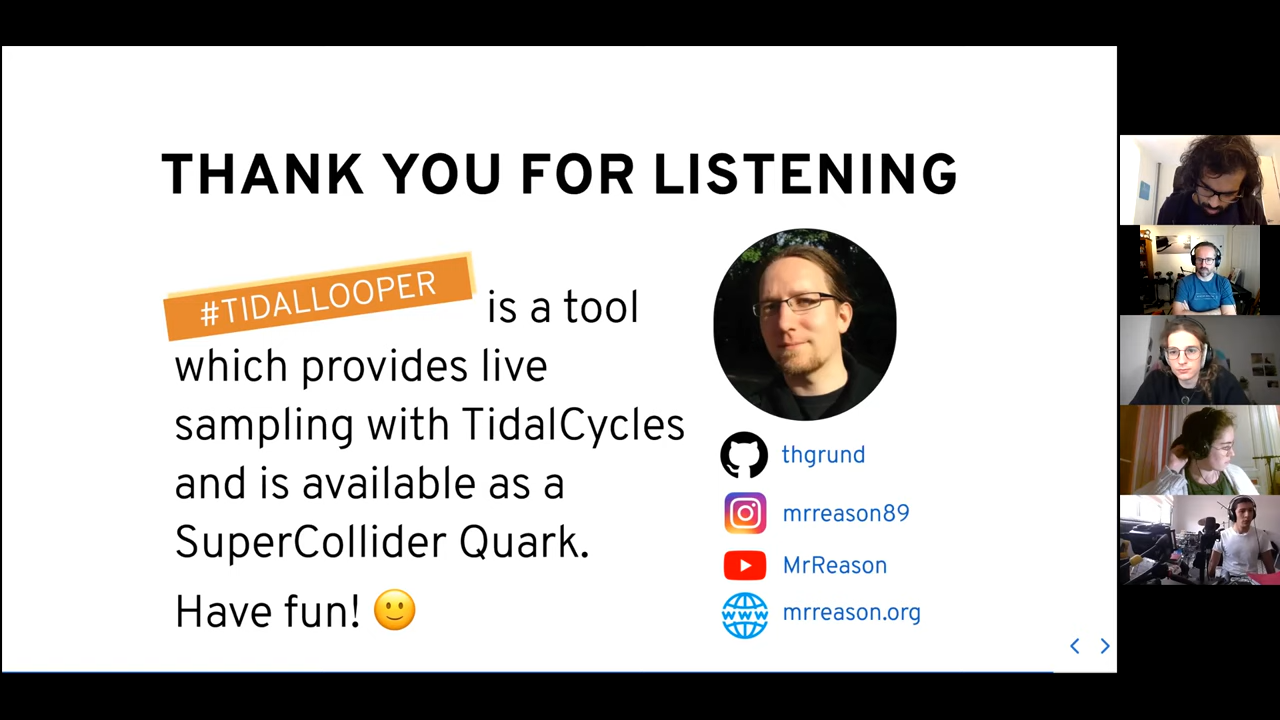 THANK YOU FOR LISTENING
#TIDALLOOPER is a tool
which provides live
sampling with TidalCycles
and is available as a
SuperCollider Quark.
Have fun!
thgrund
mrreason89
MrReason
WWW mrreason.org